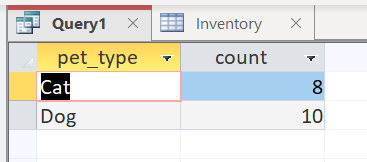 Query1 Inventory
pet_type count
Cat 8
Dog 10